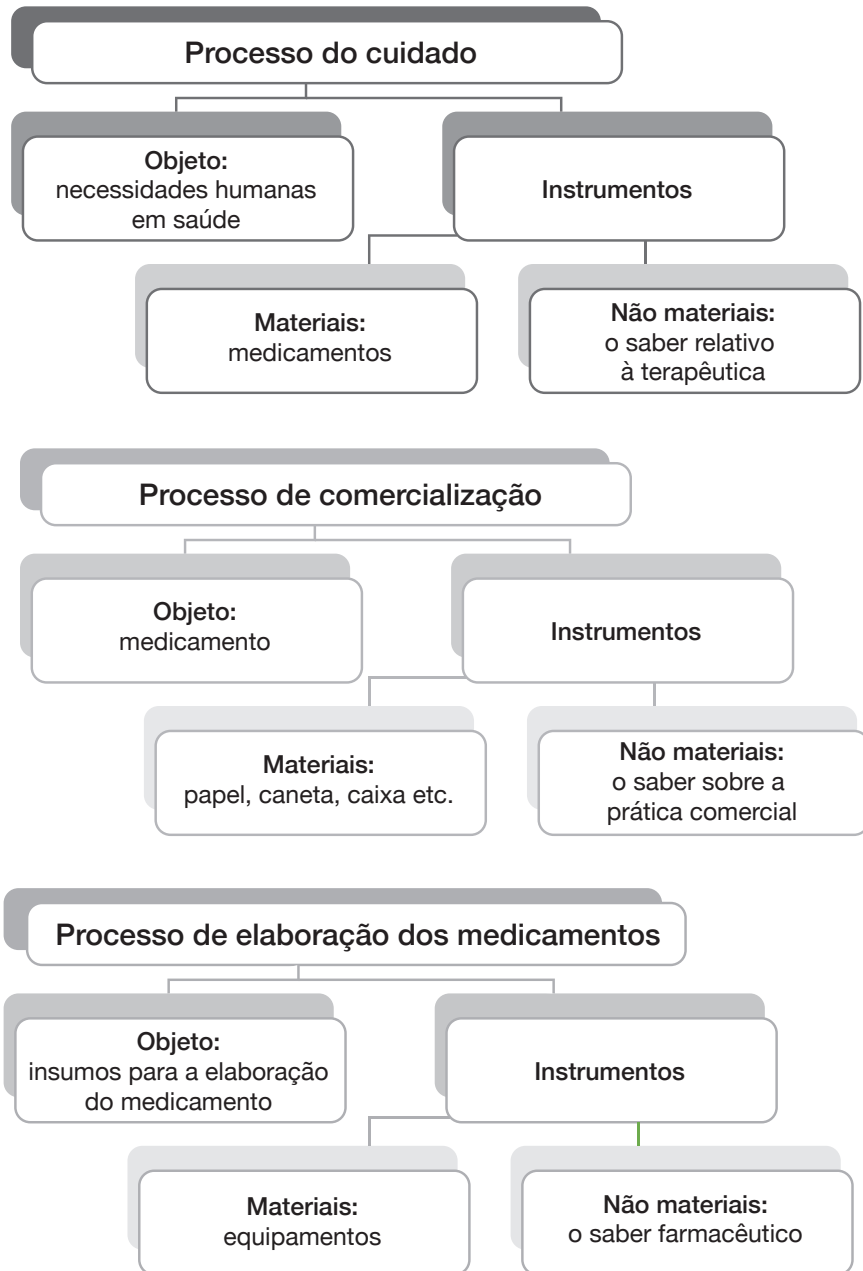 Processo do cuidado
Objeto:
necessidades humanas
em saúde
Instrumentos
Materiais:
medicamentos
Não materiais:
o saber relativo
à terapêutica
Processo de comercialização
Objeto:
medicamento
Instrumentos
Materiais:
papel, caneta, caixa etc.
Não materiais:
o saber sobre a
prática comercial
Processo de elaboração dos medicamentos
Objeto:
insumos para a elaboração
do medicamento
Instrumentos
Materiais:
equipamentos
Não materiais:
o saber farmacêutico